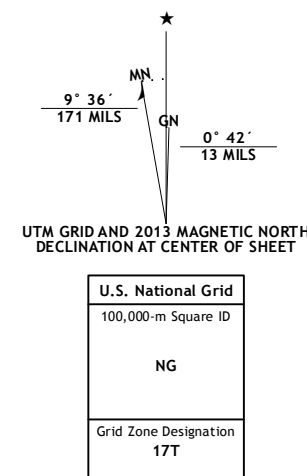 ★
MN
GN
9° 36´
171 MILS
0° 42´
13 MILS
UTM GRID AND 2013 MAGNETIC NORTH
DECLINATION AT CENTER OF SHEET
U.S. National Grid
100,000-m Square ID
NG
Grid Zone Designation
17T